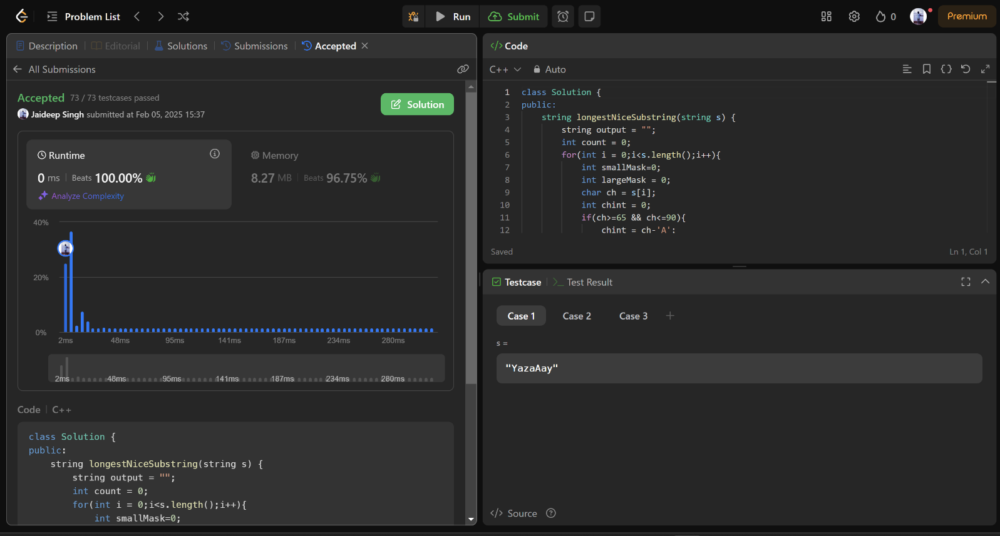 Problem List
Run
Submit
0
Premium
Description
Editorial
Solutions
Submissions
Accepted
All Submissions
Accepted 73 / 73 testcases passed
Jaideep Singh submitted at Feb 05, 2025 15:37
Solution
Runtime
0 ms Beats 100.00%
Analyze Complexity
Memory
8.27 MB Beats 96.75%
40%
20%
0%
2ms 48ms 95ms 141ms 187ms 234ms 280ms
2ms 48ms 95ms 141ms 187ms 234ms 280ms
Code C++
class Solution {
public:
    string longestNiceSubstring(string s) {
        string output = "";
        int count = 0;
        for(int i = 0;i<s.length();i++){
            int smallMask=0;
</> Code
C++ Auto
1 class Solution {
2 public:
3     string longestNiceSubstring(string s) {
4         string output = "";
5         int count = 0;
6         for(int i = 0;i<s.length();i++){
7             int smallMask=0;
8             int largeMask = 0;
9             char ch = s[i];
10             int chint = 0;
11             if(ch>=65 && ch<=90){
12                 chint = ch-'A';
Saved
Ln 1, Col 1
Testcase
>_ Test Result
Case 1 Case 2 Case 3 +
s =
"YazaAay"
</> Source ?